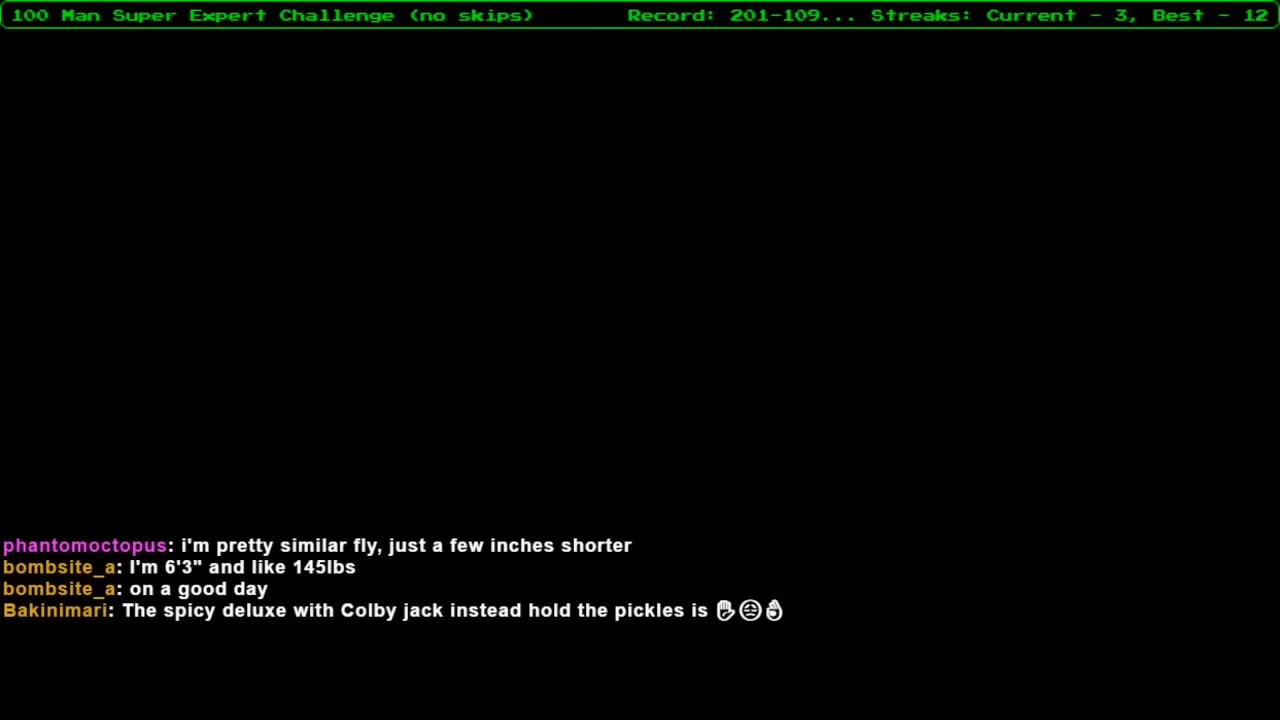 100 Man Super Expert Challenge (no skips) Record: 201-109... Streaks: Current - 3, Best - 12
phantomoctopus: i'm pretty similar fly, just a few inches shorter
bombsite_a: I'm 6'3" and like 145lbs
bombsite_a: on a good day
Bakinimari: The spicy deluxe with Colby jack instead hold the pickles is